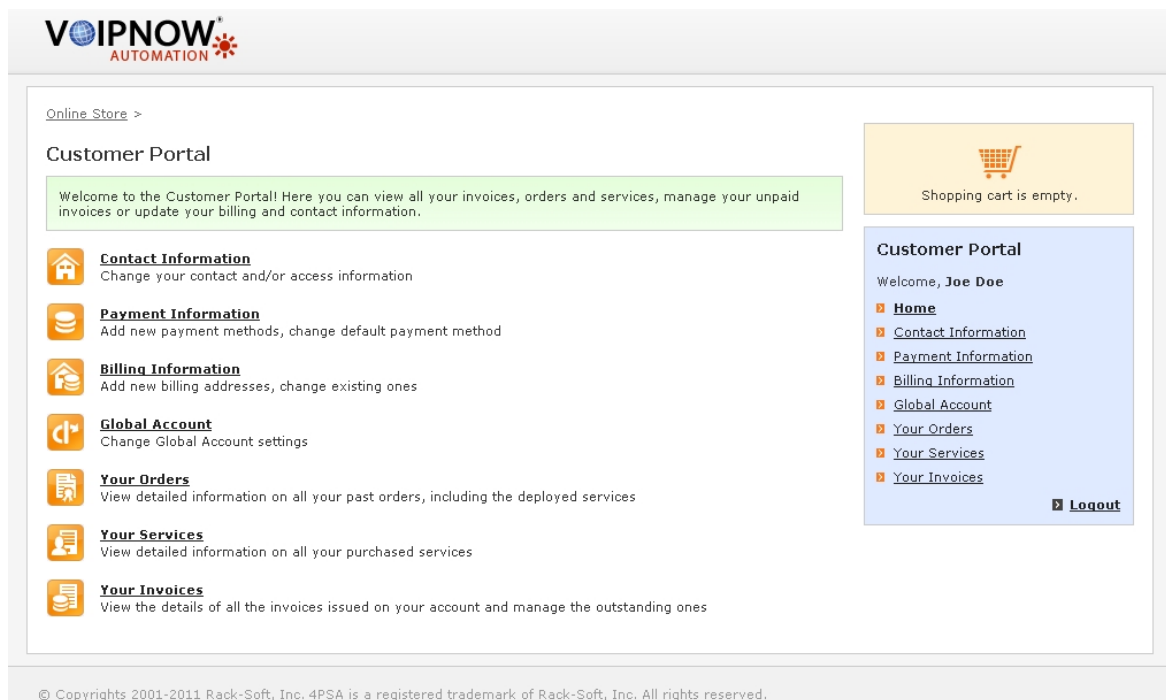 VOIPNOW®
AUTOMATION
Online Store >
Customer Portal
Welcome to the Customer Portal! Here you can view all your invoices, orders and services, manage your unpaid
invoices or update your billing and contact information.
Contact Information
Change your contact and/or access information
Payment Information
Add new payment methods, change default payment method
Billing Information
Add new billing addresses, change existing ones
Global Account
Change Global Account settings
Your Orders
View detailed information on all your past orders, including the deployed services
Your Services
View detailed information on all your purchased services
Your Invoices
View the details of all the invoices issued on your account and manage the outstanding ones
Shopping cart is empty.
Customer Portal
Welcome, Joe Doe
Home
Contact Information
Payment Information
Billing Information
Global Account
Your Orders
Your Services
Your Invoices
Logout
© Copyrights 2001-2011 Rack-Soft, Inc. 4PSA is a registered trademark of Rack-Soft, Inc. All rights reserved.